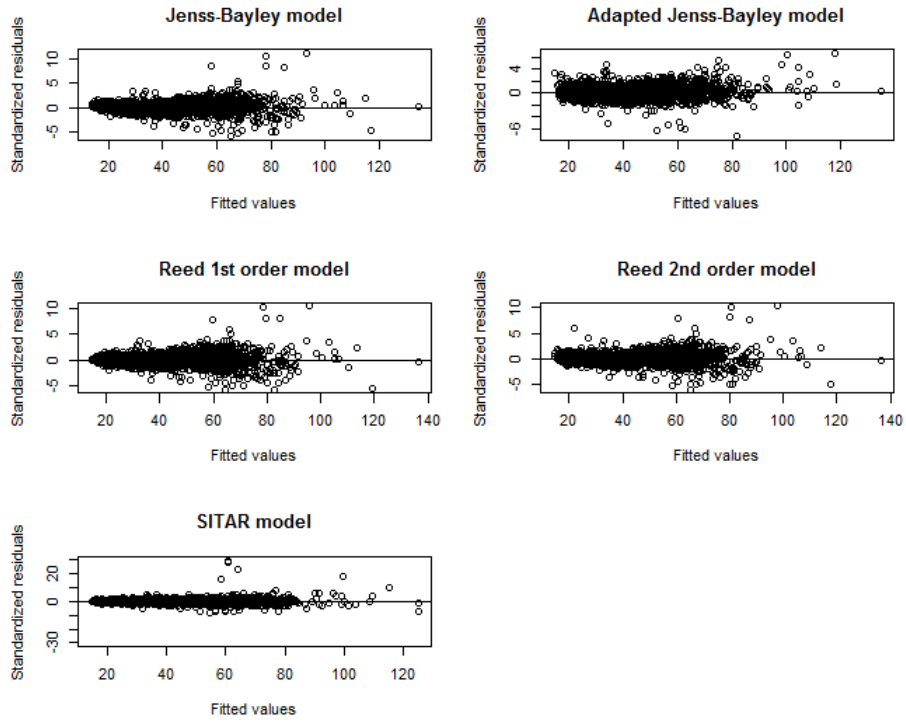 Jenss-Bayley model
Standardized residuals
10
5
0
-5
20 40 60 80 100 120
Fitted values
Adapted Jenss-Bayley model
Standardized residuals
4
0
-6
20 40 60 80 100 120
Fitted values
Reed 1st order model
Standardized residuals
10
5
0
-5
20 40 60 80 100 120 140
Fitted values
Reed 2nd order model
Standardized residuals
10
5
0
-5
20 40 60 80 100 120 140
Fitted values
SITAR model
Standardized residuals
20
0
-30
20 40 60 80 100 120
Fitted values